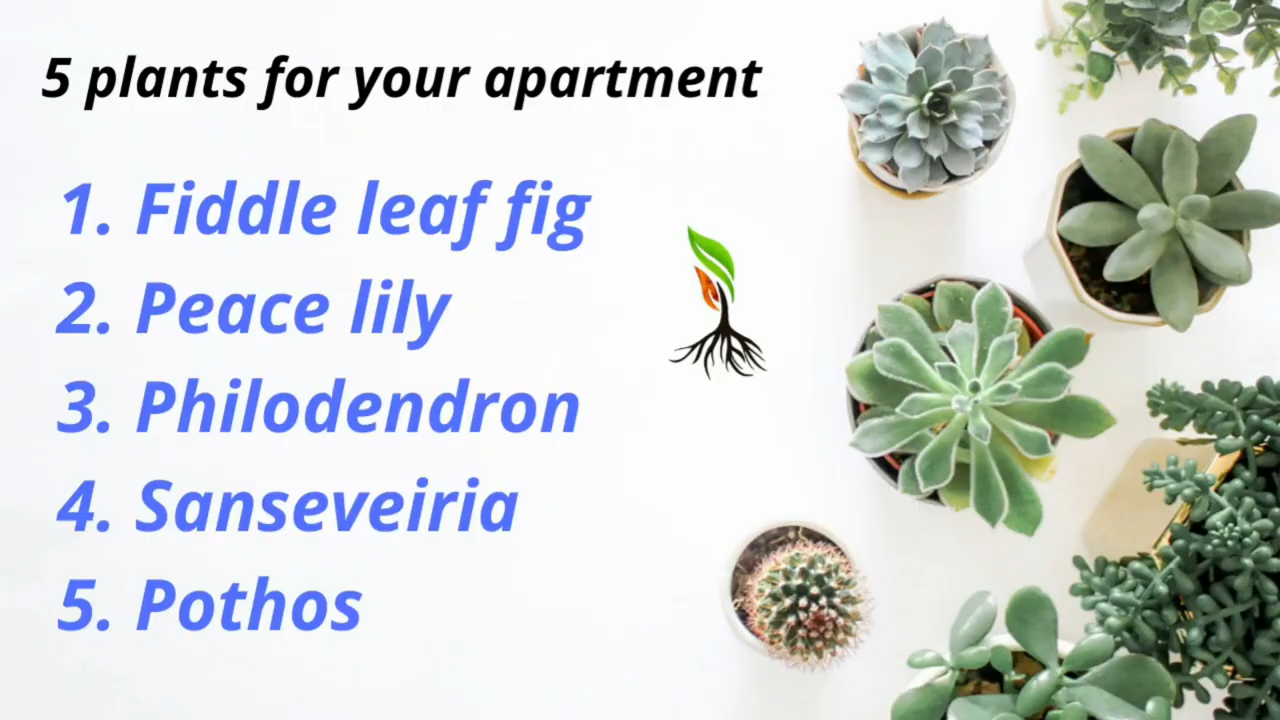 5 plants for your apartment
1. Fiddle leaf fig
2. Peace lily
3. Philodendron
4. Sanseveiria
5. Pothos